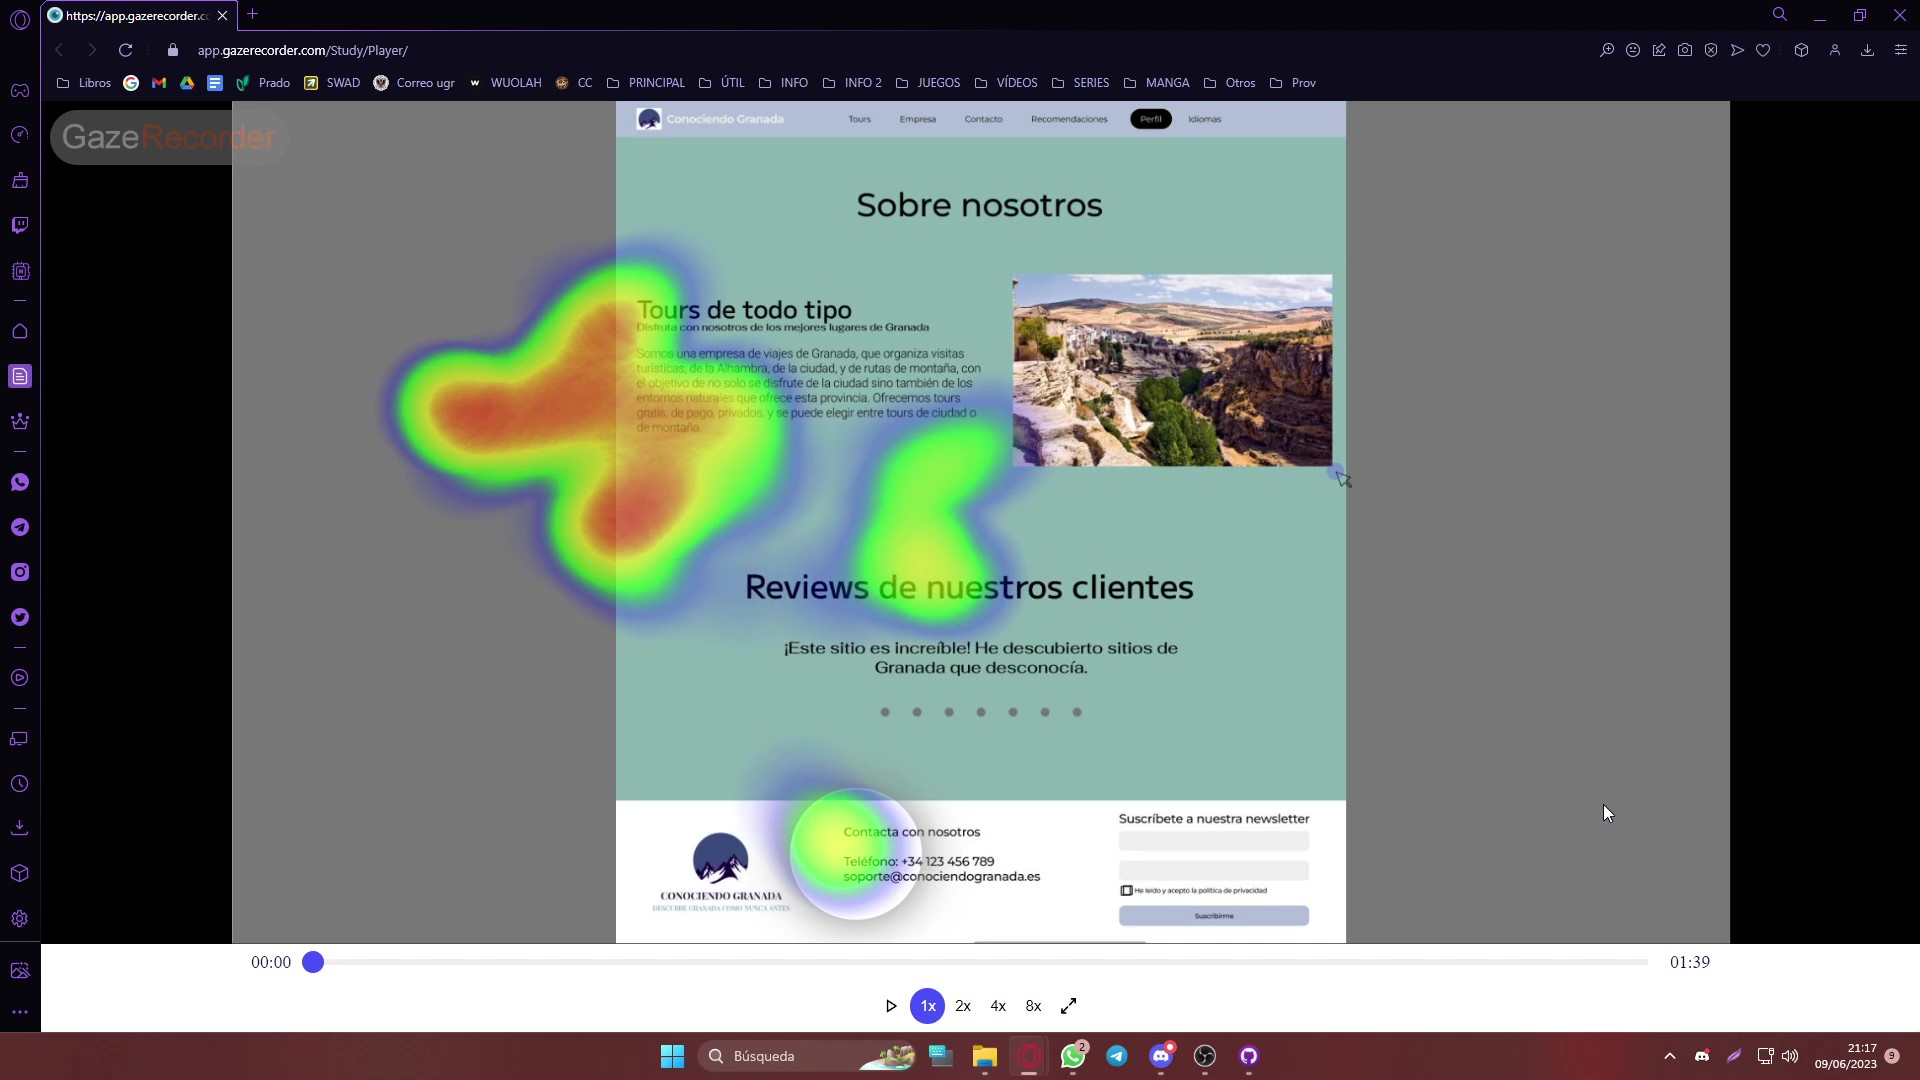 https://app.gazerecorder.co
app.gazerecorder.com/Study/Player/
Libros
Prado
SWAD
Correo ugr
WUOLAH
CC
PRINCIPAL
ÚTIL
INFO
INFO 2
JUEGOS
VÍDEOS
SERIES
MANGA
Otros
Prov
GazeRecorder
Conociendo Granada
Tours
Empresa
Contacto
Recomendaciones
Perfil
Idiomas
Sobre nosotros
Tours de todo tipo
Disfruta con nosotros de los mejores lugares de Granada
Somos una empresa de viajes de Granada, que organiza visitas
turísticas, de la Alhambra, de la ciudad, y de rutas de montaña, con
el objetivo de no solo se disfrute de la ciudad sino también de los
entornos naturales que ofrece esta provincia. Ofrecemos tours
gratis, de pago, privados, y se puede elegir entre tours de ciudad o
de montaña.
Reviews de nuestros clientes
¡Este sitio es increíble! He descubierto sitios de
Granada que desconocía.
CONOCIENDO GRANADA
DESCUBRE GRANADA COMO NUNCA ANTES
Contacta con nosotros
Teléfono: +34 123 456 789
soporte@conociendogranada.es
Suscríbete a nuestra newsletter
He leído y acepto la política de privacidad
Suscribirme
00:00
01:39
1x
2x
4x
8x
Búsqueda
2
21:17
09/06/2023
9